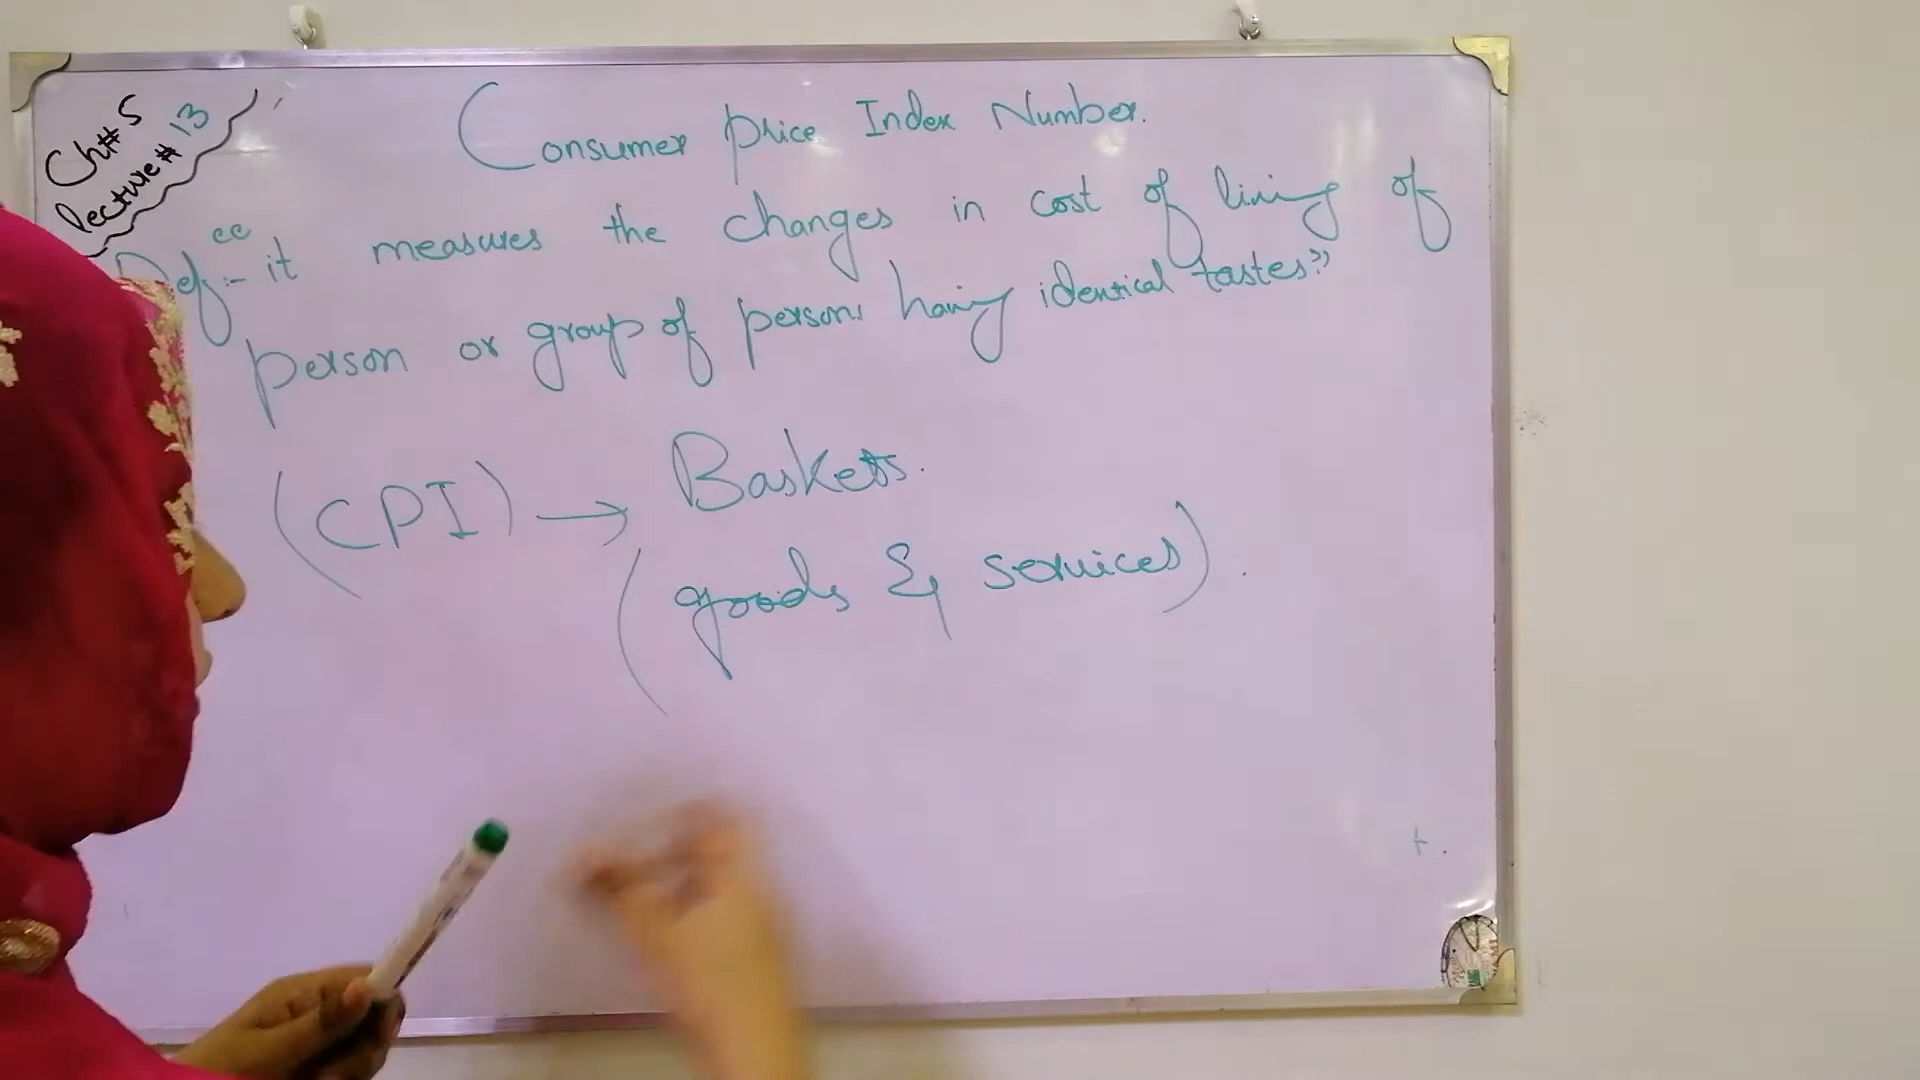 Ch# 5
lecture# 13
Consumer price Index Number.
Def:- “it measures the changes in cost of living of
person or group of persons having identical tastes.”
(CPI) → Baskets.
(goods & services).